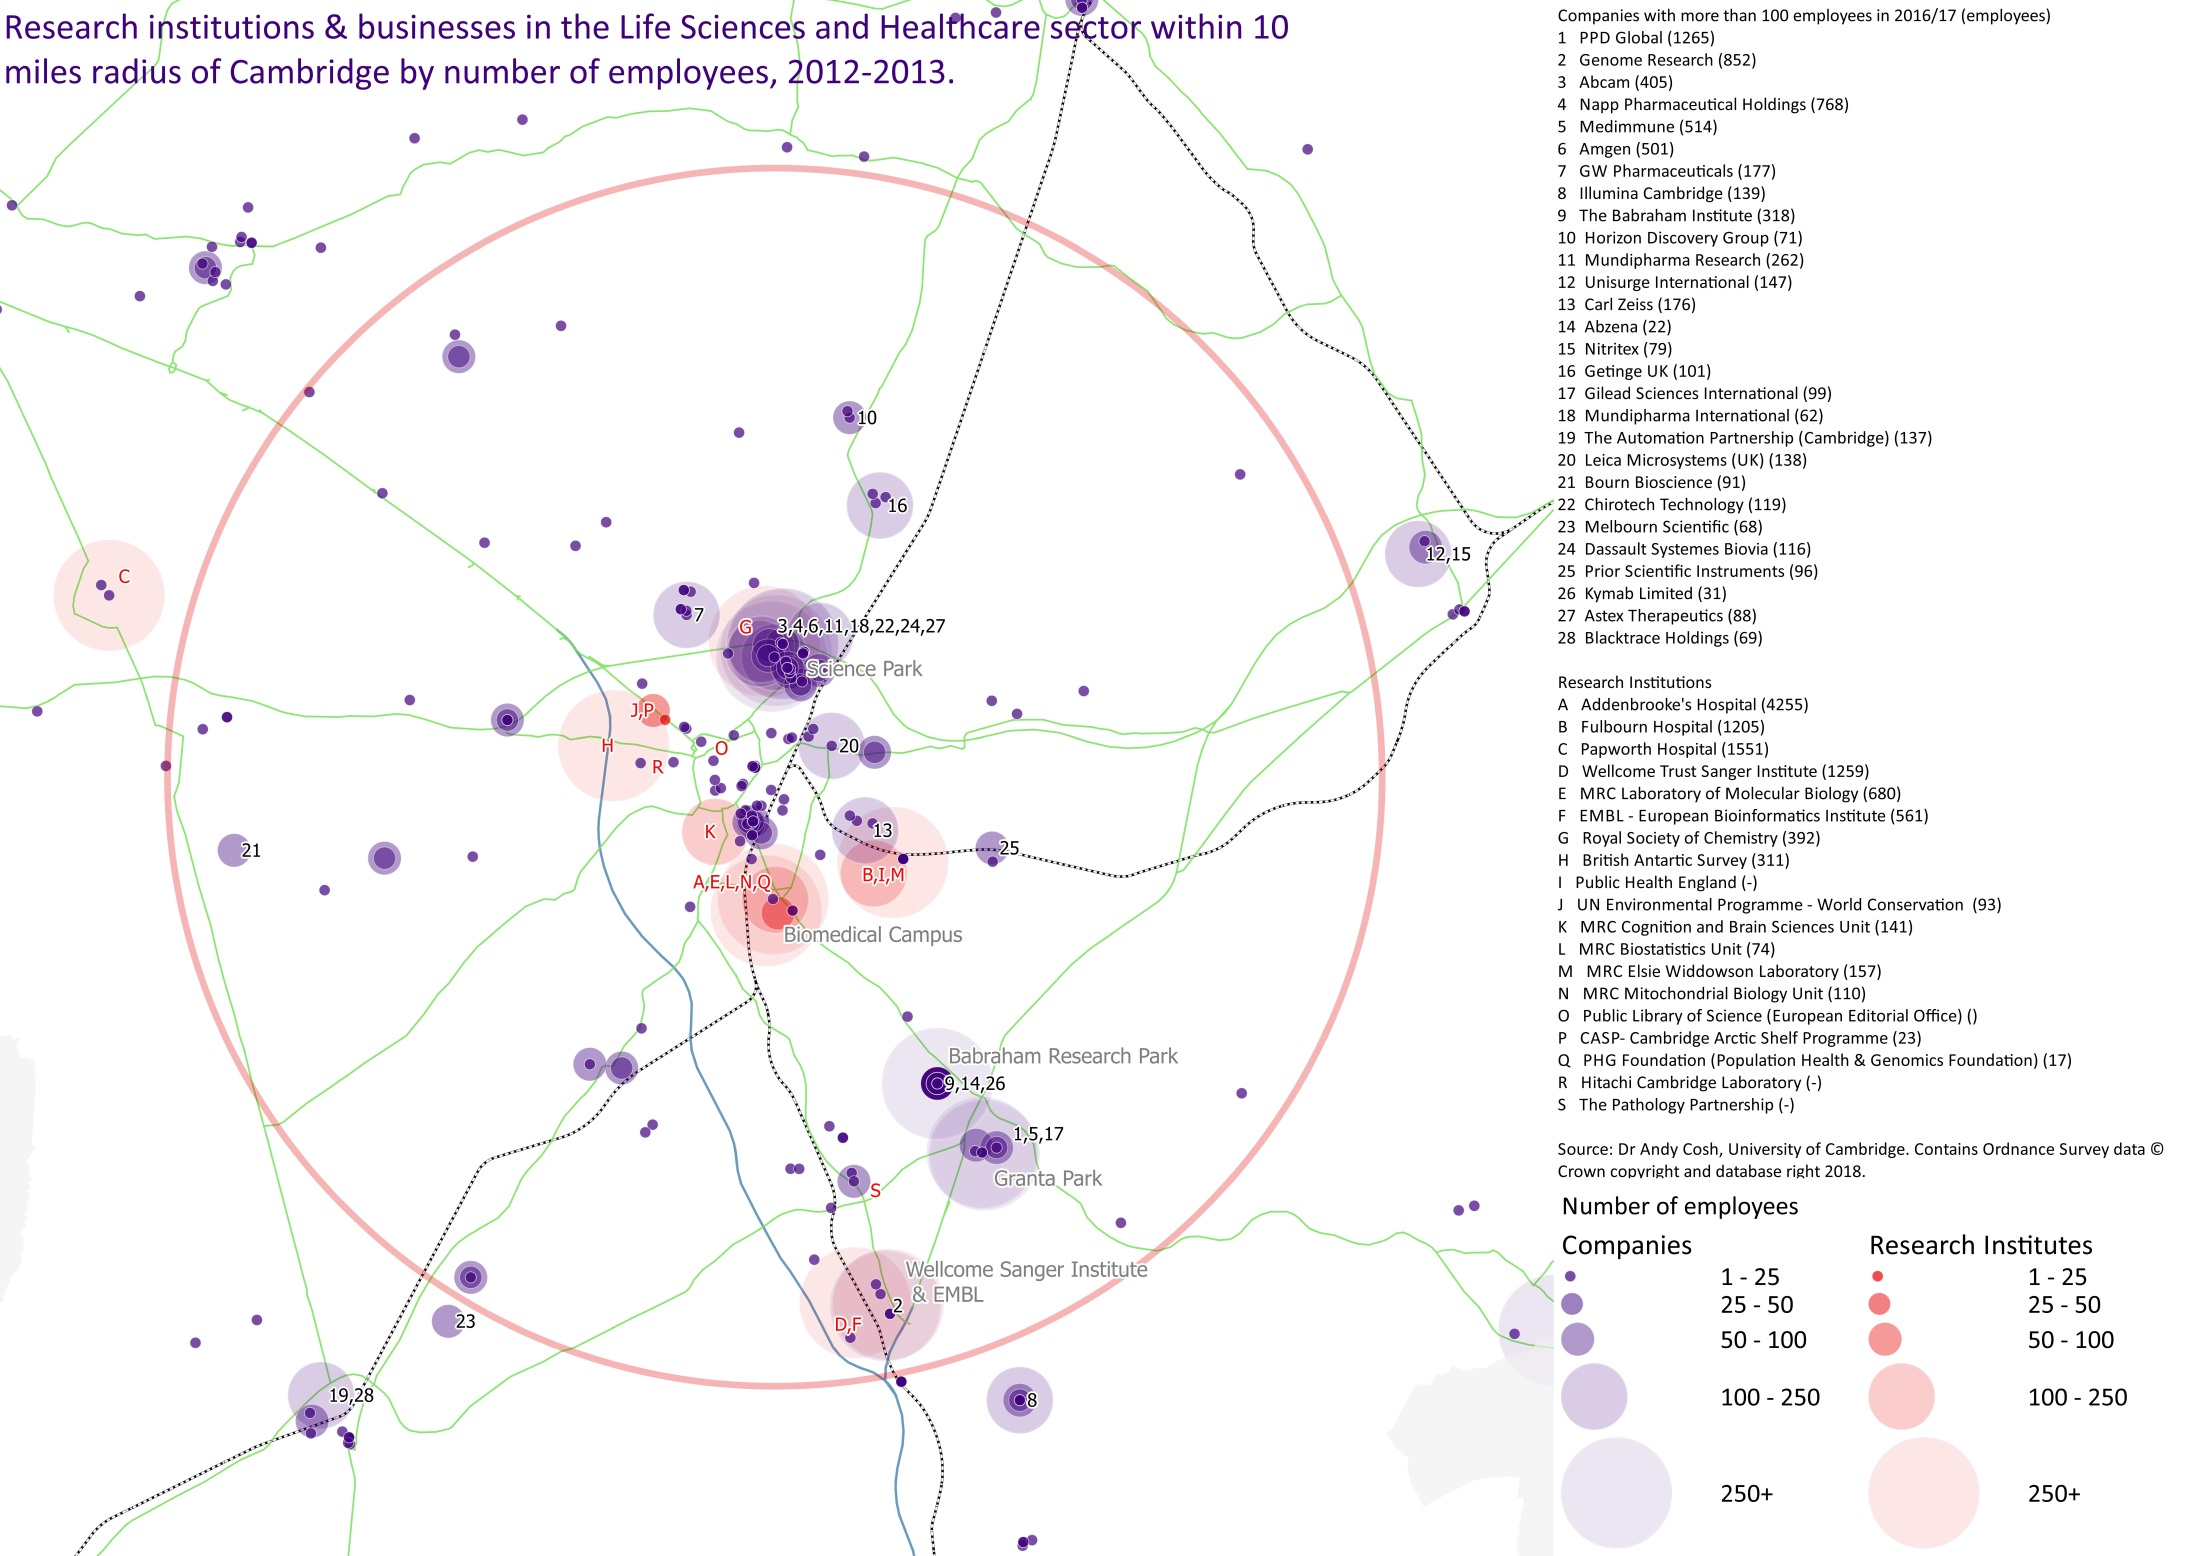 Research institutions & businesses in the Life Sciences and Healthcare sector within 10
miles radius of Cambridge by number of employees, 2012-2013.
10
16
C
12,15
7
G
3,4,6,11,18,22,24,27
Science Park
J,P
H
O
20
R
K
13
21
25
A,E,L,N,Q
B,I,M
Biomedical Campus
Babraham Research Park
9,14,26
1,5,17
Granta Park
S
Wellcome Sanger Institute
& EMBL
2
D,F
23
19,28
8
Companies with more than 100 employees in 2016/17 (employees)
1 PPD Global (1265)
2 Genome Research (852)
3 Abcam (405)
4 Napp Pharmaceutical Holdings (768)
5 Medimmune (514)
6 Amgen (501)
7 GW Pharmaceuticals (177)
8 Illumina Cambridge (139)
9 The Babraham Institute (318)
10 Horizon Discovery Group (71)
11 Mundipharma Research (262)
12 Unisurge International (147)
13 Carl Zeiss (176)
14 Abzena (22)
15 Nitritex (79)
16 Getinge UK (101)
17 Gilead Sciences International (99)
18 Mundipharma International (62)
19 The Automation Partnership (Cambridge) (137)
20 Leica Microsystems (UK) (138)
21 Bourn Bioscience (91)
22 Chirotech Technology (119)
23 Melbourn Scientific (68)
24 Dassault Systemes Biovia (116)
25 Prior Scientific Instruments (96)
26 Kymab Limited (31)
27 Astex Therapeutics (88)
28 Blacktrace Holdings (69)
Research Institutions
A Addenbrooke's Hospital (4255)
B Fulbourn Hospital (1205)
C Papworth Hospital (1551)
D Wellcome Trust Sanger Institute (1259)
E MRC Laboratory of Molecular Biology (680)
F EMBL - European Bioinformatics Institute (561)
G Royal Society of Chemistry (392)
H British Antartic Survey (311)
I Public Health England (-)
J UN Environmental Programme - World Conservation (93)
K MRC Cognition and Brain Sciences Unit (141)
L MRC Biostatistics Unit (74)
M MRC Elsie Widdowson Laboratory (157)
N MRC Mitochondrial Biology Unit (110)
O Public Library of Science (European Editorial Office) ()
P CASP- Cambridge Arctic Shelf Programme (23)
Q PHG Foundation (Population Health & Genomics Foundation) (17)
R Hitachi Cambridge Laboratory (-)
S The Pathology Partnership (-)
Source: Dr Andy Cosh, University of Cambridge. Contains Ordnance Survey data ©
Crown copyright and database right 2018.
Number of employees
Companies Research Institutes
1 - 25 1 - 25
25 - 50 25 - 50
50 - 100 50 - 100
100 - 250 100 - 250
250+ 250+